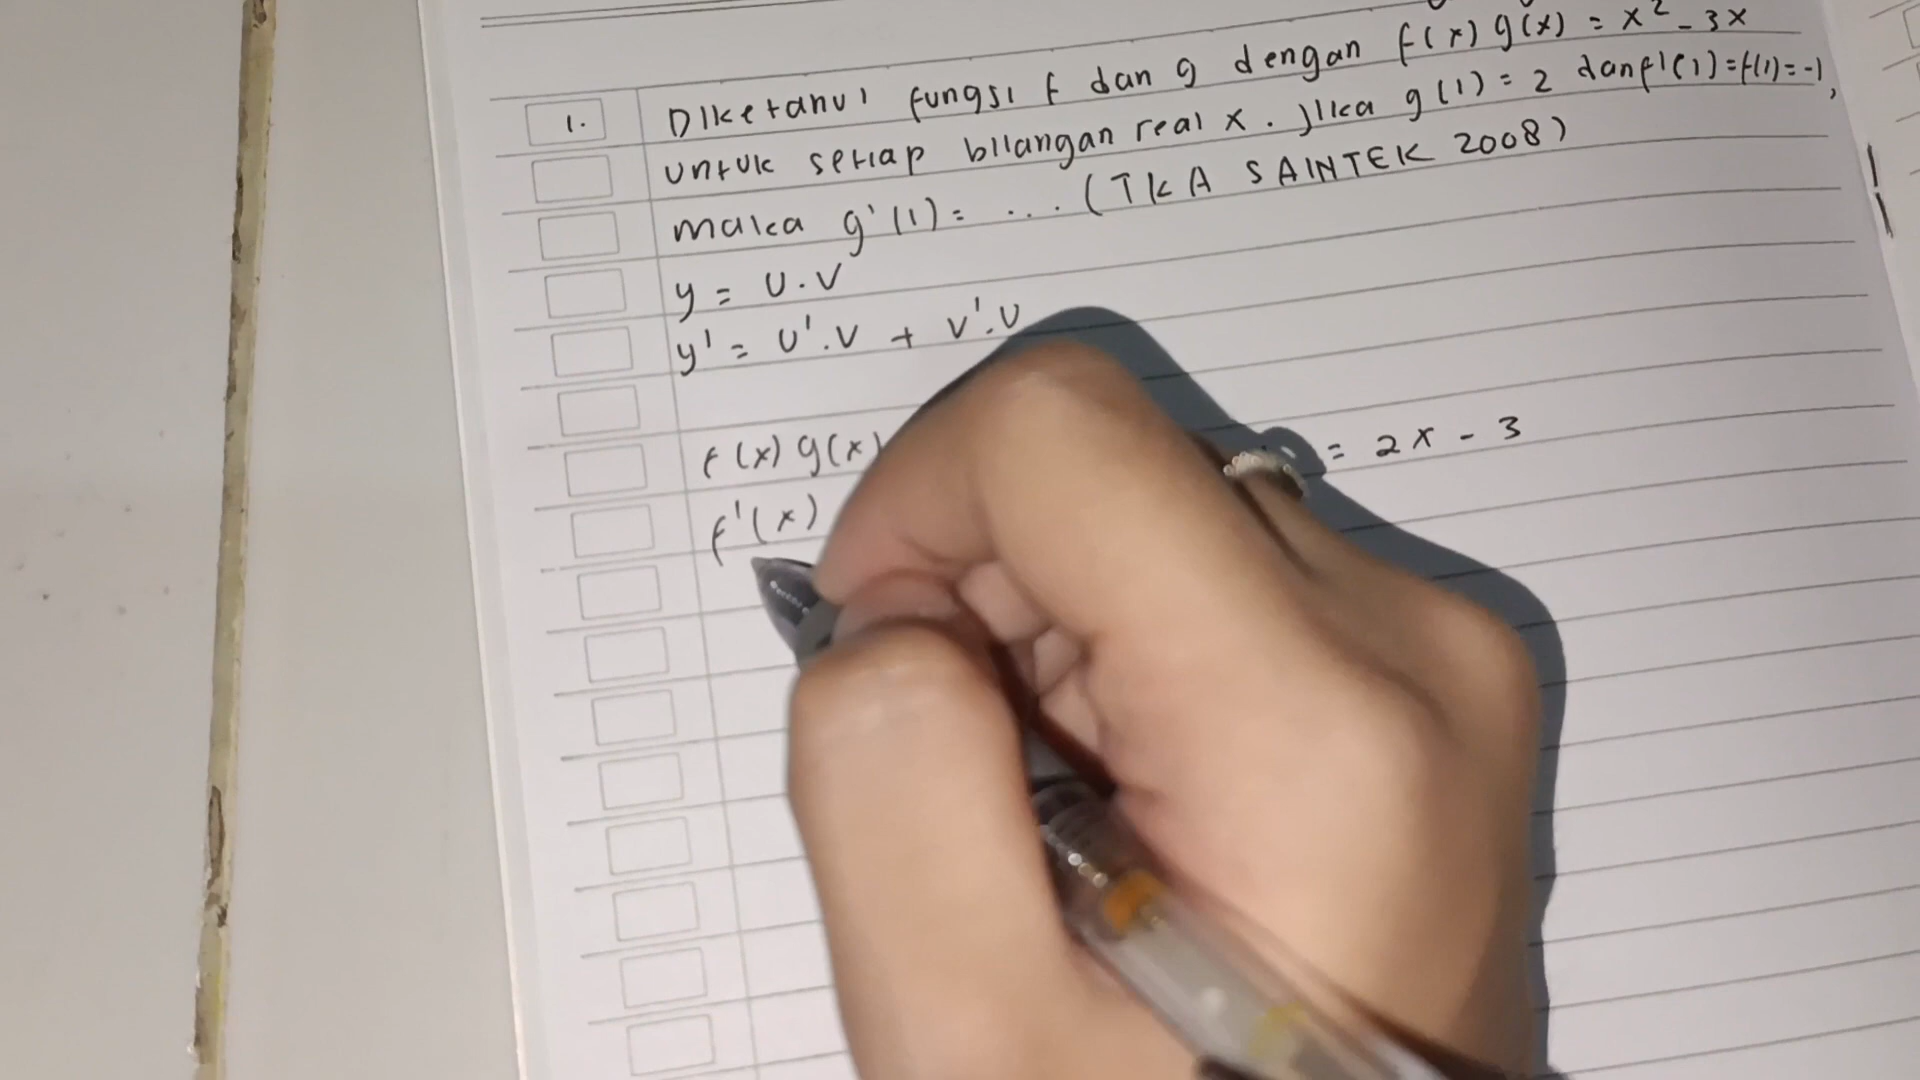 1. Diketahui fungsi f dan g dengan f(x) g(x) = x² - 3x
untuk setiap bilangan real x. Jika g(1) = 2 dan f'(1) = f(1) = -1,
maka g'(1) = ... (TKA SAINTEK 2008)
y = U.V
y' = U'.V + V'.U
f(x) g(x) = 2x - 3
f'(x)